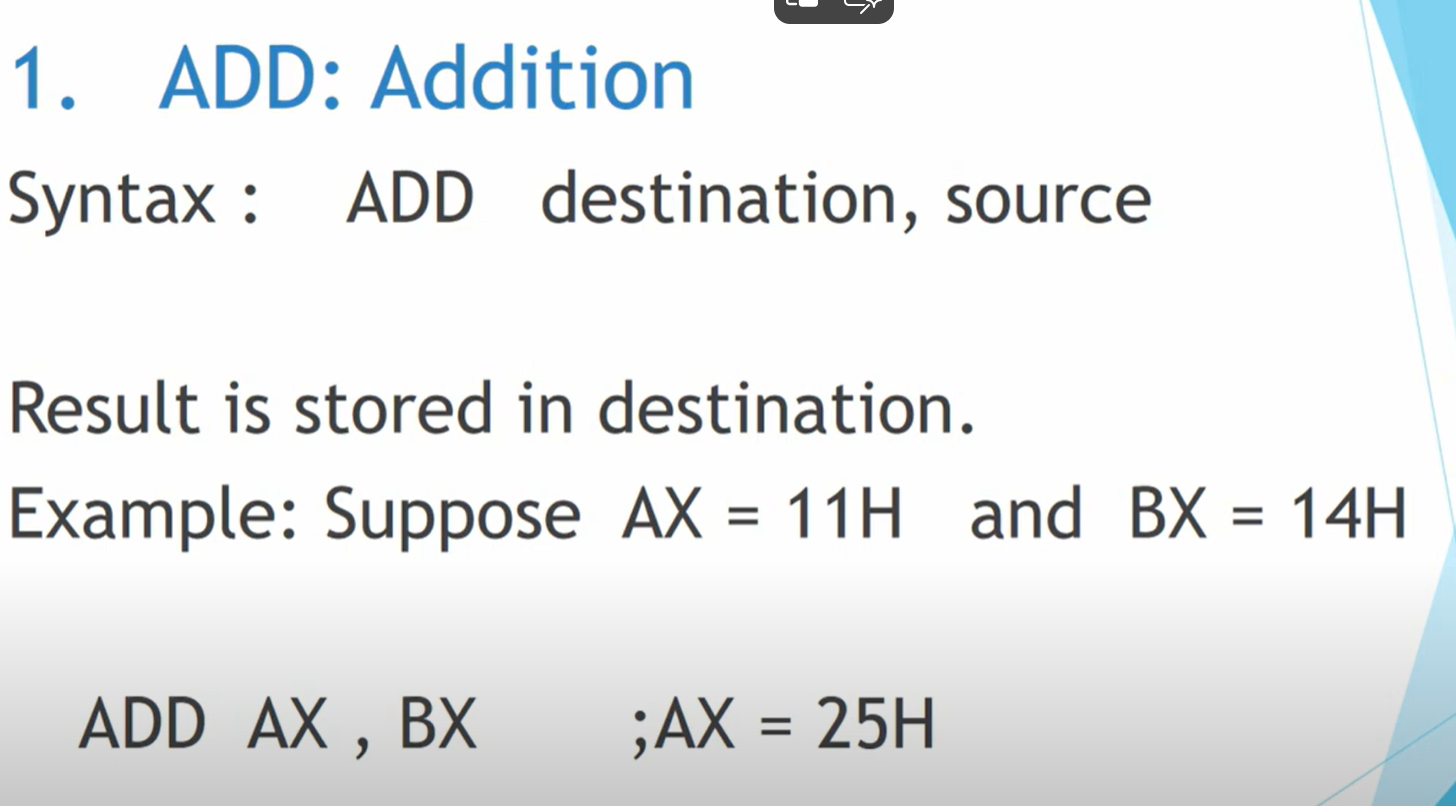 1. ADD: Addition
Syntax : ADD destination, source
Result is stored in destination.
Example: Suppose AX = 11H and BX = 14H
ADD AX , BX ;AX = 25H